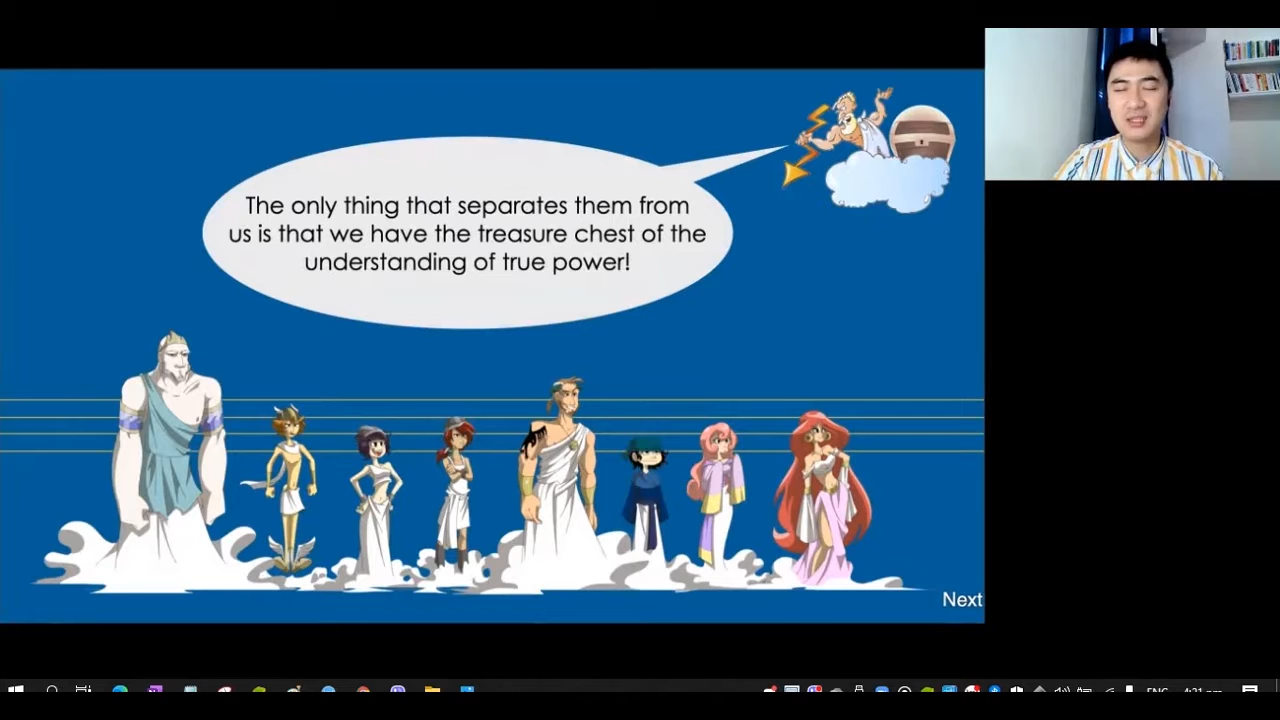 The only thing that separates them from
us is that we have the treasure chest of the
understanding of true power!
Next
ENG